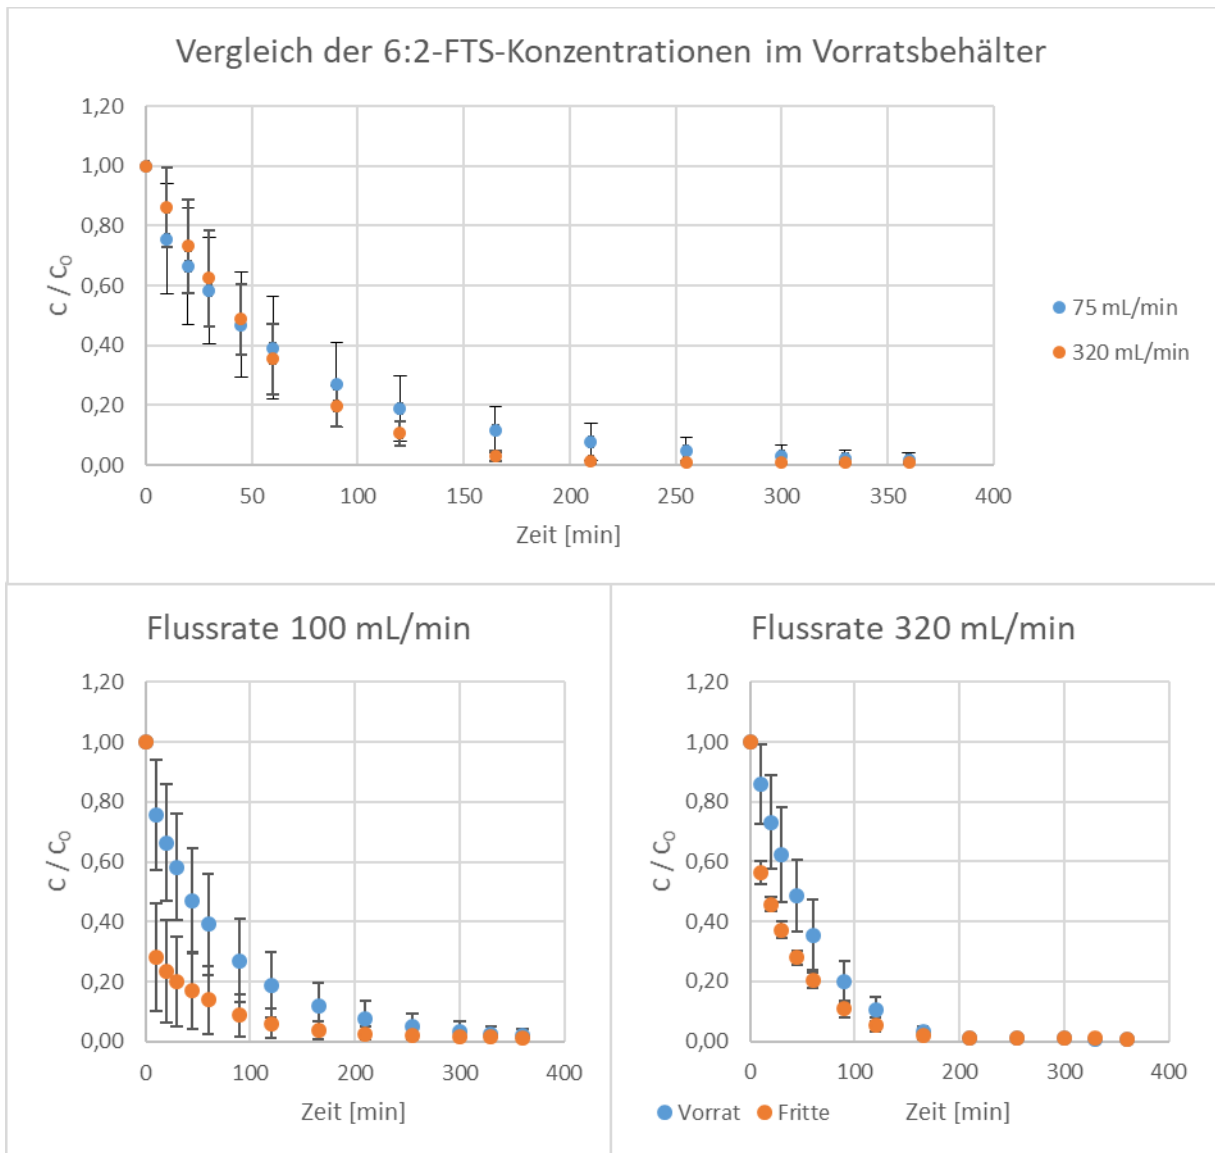 Vergleich der 6:2-FTS-Konzentrationen im Vorratsbehälter
1,20
1,00
0,80
0,60
0,40
0,20
0,00
C / C₀
0 50 100 150 200 250 300 350 400
Zeit [min]
75 mL/min
320 mL/min
Flussrate 100 mL/min
1,20
1,00
0,80
0,60
0,40
0,20
0,00
C / C₀
0 100 200 300 400
Zeit [min]
Flussrate 320 mL/min
1,20
1,00
0,80
0,60
0,40
0,20
0,00
C / C₀
0 100 200 300 400
Vorrat Fritte Zeit [min]